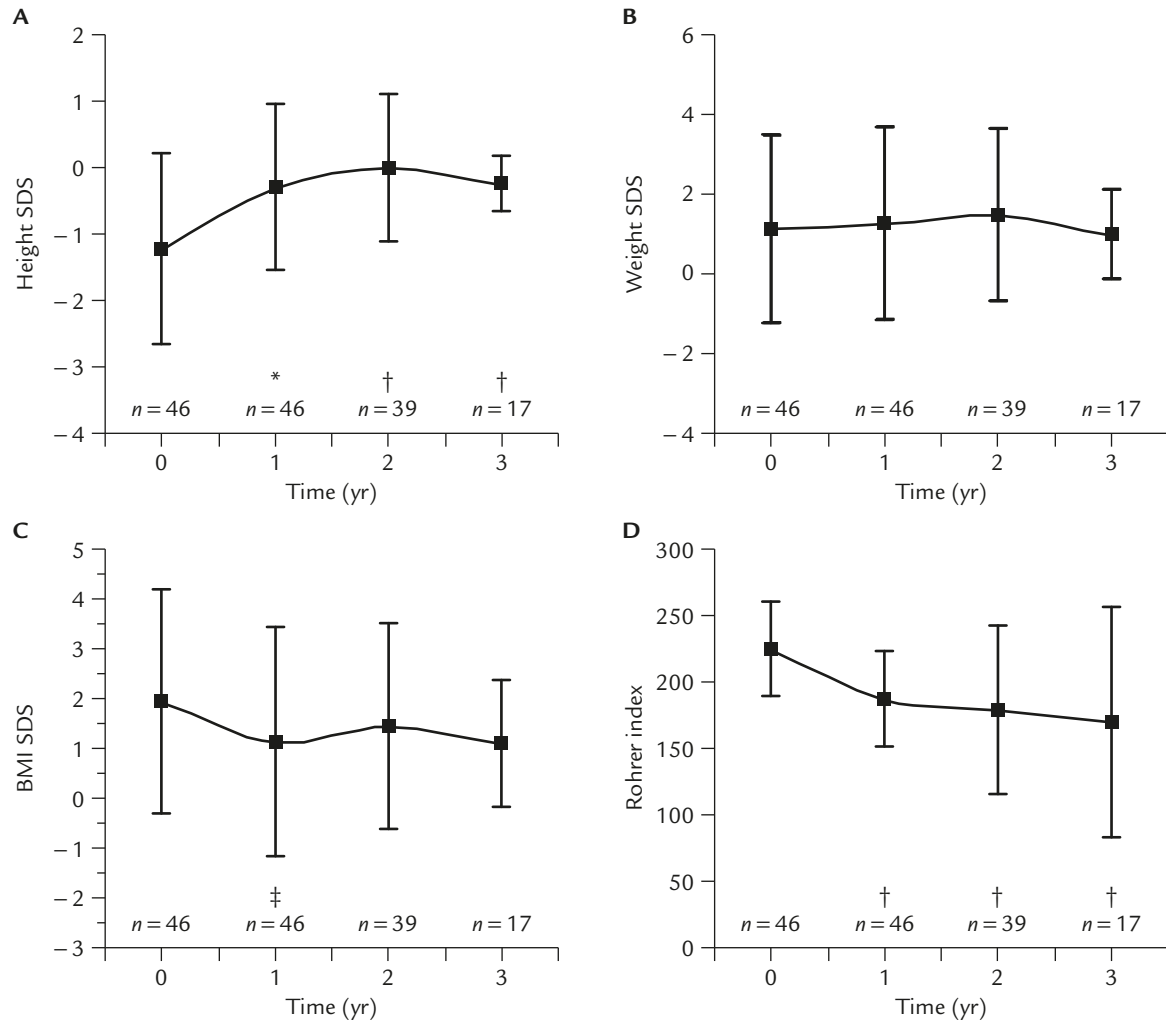 A
2
1
0
−1
−2
−3
−4
Height SDS
* † †
n = 46 n = 46 n = 39 n = 17
0 1 2 3
Time (yr)
B
6
4
2
0
−2
−4
Weight SDS
n = 46 n = 46 n = 39 n = 17
0 1 2 3
Time (yr)
C
5
4
3
2
1
0
−1
−2
−3
BMI SDS
‡
n = 46 n = 46 n = 39 n = 17
0 1 2 3
Time (yr)
D
300
250
200
150
100
50
0
Rohrer index
† † †
n = 46 n = 46 n = 39 n = 17
0 1 2 3
Time (yr)